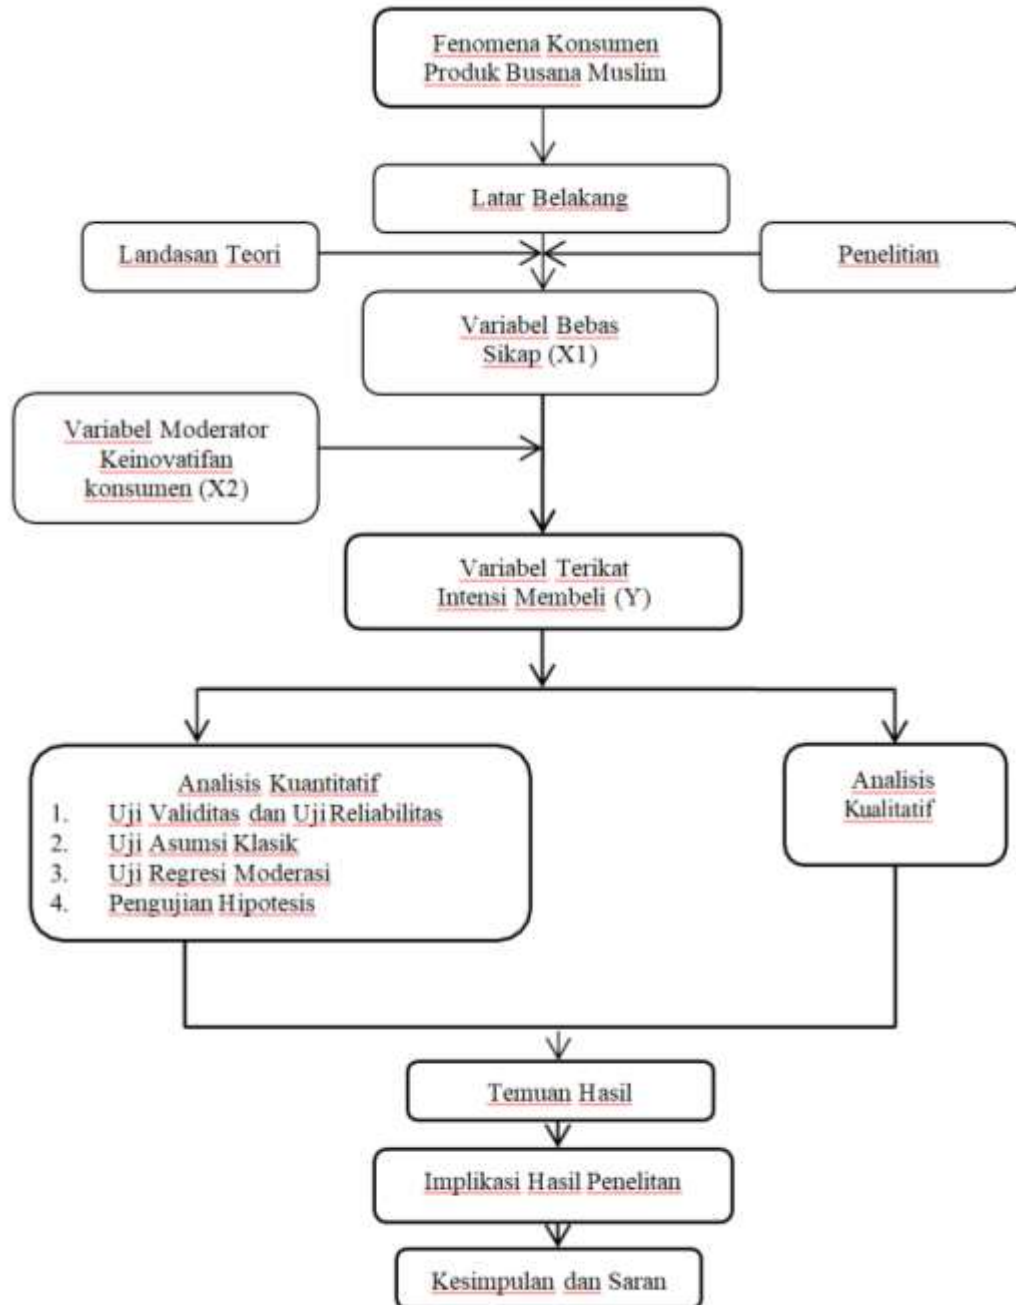 Fenomena Konsumen
Produk Busana Muslim
Latar Belakang
Landasan Teori
Penelitian
Variabel Bebas
Sikap (X1)
Variabel Moderator
Keinovatifan
konsumen (X2)
Variabel Terikat
Intensi Membeli (Y)
Analisis Kuantitatif
1. Uji Validitas dan Uji Reliabilitas
2. Uji Asumsi Klasik
3. Uji Regresi Moderasi
4. Pengujian Hipotesis
Analisis
Kualitatif
Temuan Hasil
Implikasi Hasil Penelitan
Kesimpulan dan Saran